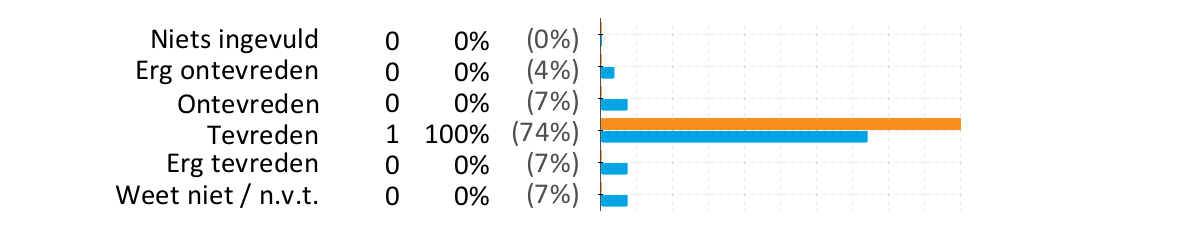 Niets ingevuld 0 0% (0%)
Erg ontevreden 0 0% (4%)
Ontevreden 0 0% (7%)
Tevreden 1 100% (74%)
Erg tevreden 0 0% (7%)
Weet niet / n.v.t. 0 0% (7%)